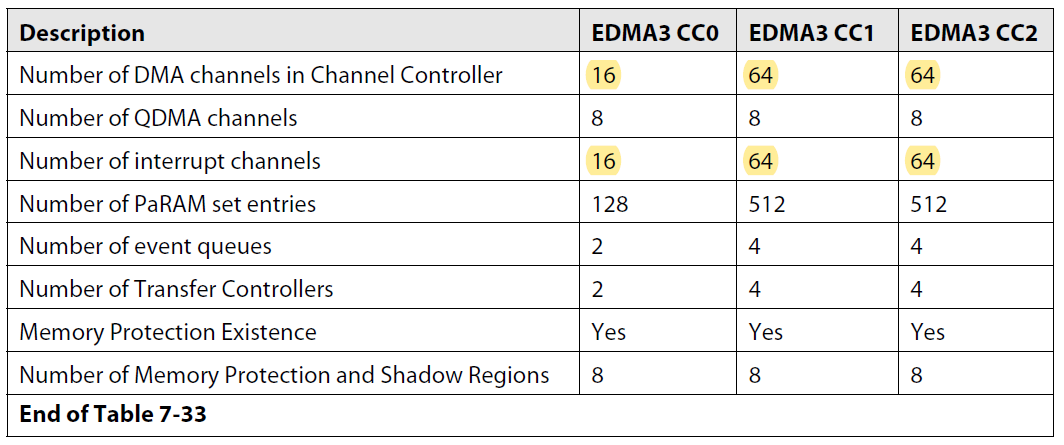 Description EDMA3 CC0 EDMA3 CC1 EDMA3 CC2
Number of DMA channels in Channel Controller 16 64 64
Number of QDMA channels 8 8 8
Number of interrupt channels 16 64 64
Number of PaRAM set entries 128 512 512
Number of event queues 2 4 4
Number of Transfer Controllers 2 4 4
Memory Protection Existence Yes Yes Yes
Number of Memory Protection and Shadow Regions 8 8 8
End of Table 7-33